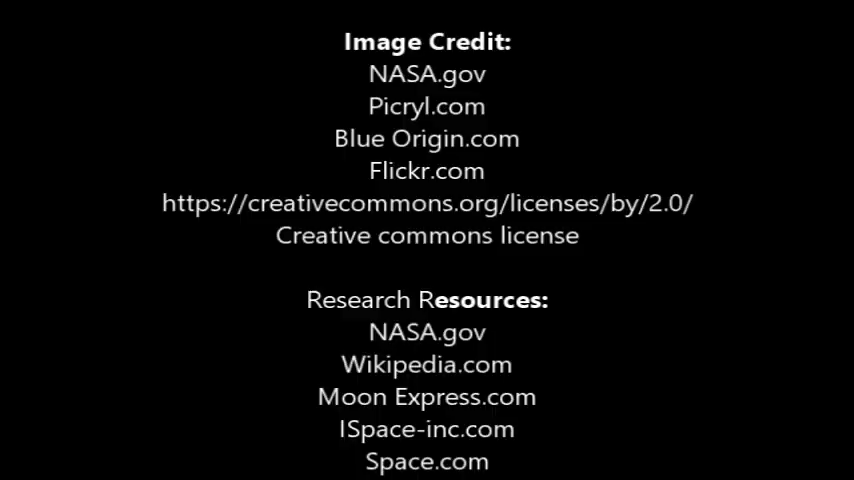 Image Credit:
NASA.gov
Picryl.com
Blue Origin.com
Flickr.com
https://creativecommons.org/licenses/by/2.0/
Creative commons license
Research Resources:
NASA.gov
Wikipedia.com
Moon Express.com
ISpace-inc.com
Space.com